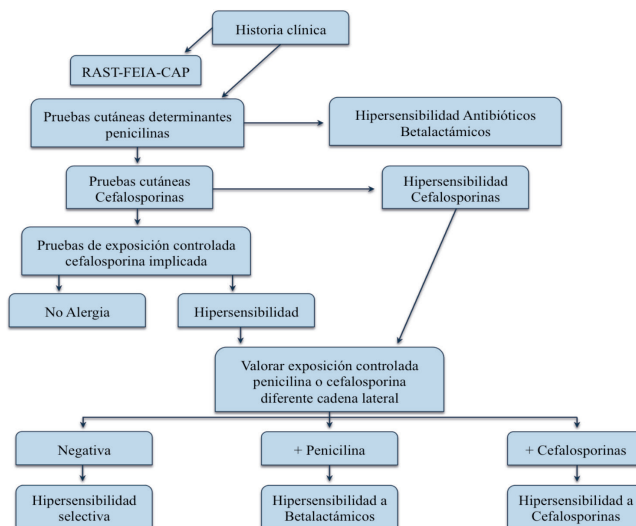 Historia clínica
RAST-FEIA-CAP
Pruebas cutáneas determinantes
penicilinas
Hipersensibilidad Antibióticos
Betalactámicos
Pruebas cutáneas
Cefalosporinas
Hipersensibilidad
Cefalosporinas
Pruebas de exposición controlada
cefalosporina implicada
No Alergia
Hipersensibilidad
Valorar exposición controlada
penicilina o cefalosporina
diferente cadena lateral
Negativa
+ Penicilina
+ Cefalosporinas
Hipersensibilidad
selectiva
Hipersensibilidad a
Betalactámicos
Hipersensibilidad a
Cefalosporinas